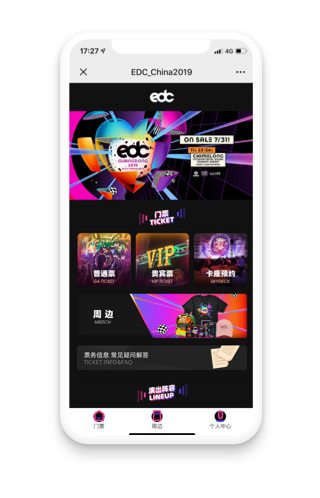 17:27
4G
EDC_China2019
edc
edc
GUANGDONG
2019
ON SALE 7/31!
11·23-24
CHIMELONG
门票
TICKET
普通票
GA TICKET
VIP
贵宾票
VIP TICKET
卡座预约
SKYDECK
周 边
MERCH
票务信息 常见疑问解答
TICKET INFO&FAQ
演出阵容
LINEUP
门票
周边
个人中心